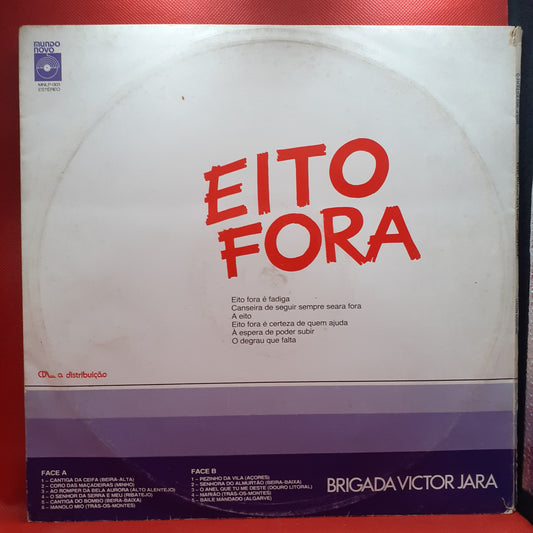 mundo
novo
MNLP-001
ESTÉREO
EITO
FORA
Eito fora é fadiga
Canseira de seguir sempre seara fora
A eito
Eito fora é certeza de quem ajuda
À espera de poder subir
O degrau que falta
a distribuição
FACE A
1 – CANTIGA DA CEIFA (BEIRA-ALTA)
2 – CORO DAS MAÇADEIRAS (MINHO)
3 – AO ROMPER DA BELA AURORA (ALTO ALENTEJO)
4 – O SENHOR DA SERRA É MEU (RIBATEJO)
5 – CANTIGA DO BOMBO (BEIRA-BAIXA)
6 – MANOLO MIO (TRÁS-OS-MONTES)
FACE B
1 – PEZINHO DA VILA (AÇORES)
2 – SENHORA DO ALMURTÃO (BEIRA-BAIXA)
3 – O ANEL QUE TU ME DESTE (DOURO LITORAL)
4 – MARIÃO (TRÁS-OS-MONTES)
5 – BAILE MANDADO (ALGARVE)
BRIGADA VICTOR JARA